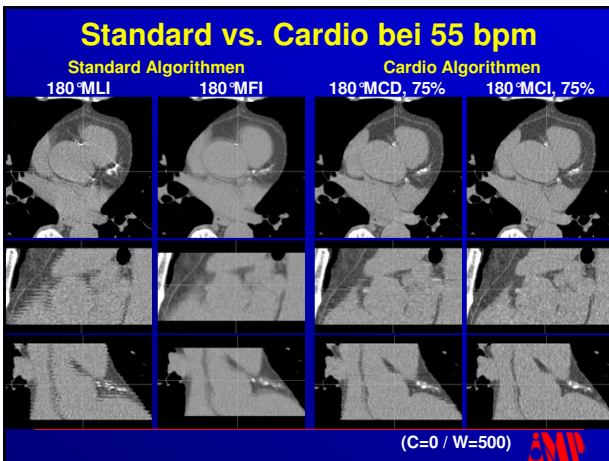 Standard vs. Cardio bei 55 bpm
Standard Algorithmen
Cardio Algorithmen
180°MLI
180°MFI
180°MCD, 75%
180°MCI, 75%
(C=0 / W=500)
iMP